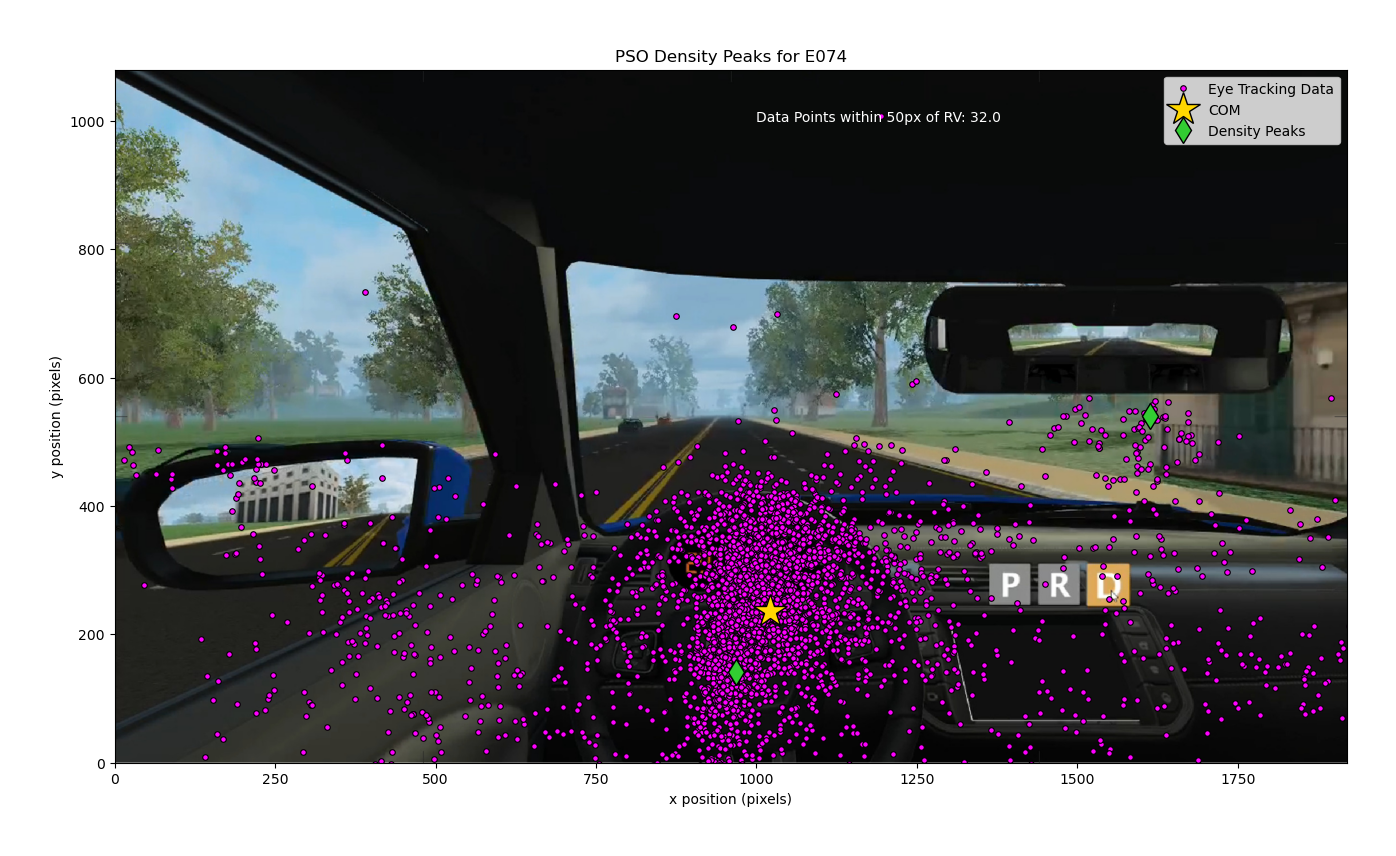 PSO Density Peaks for E074
Data Points within 50px of RV: 32.0
Eye Tracking Data
COM
Density Peaks
y position (pixels)
1000
800
600
400
200
0
P R D
0 250 500 750 1000 1250 1500 1750
x position (pixels)